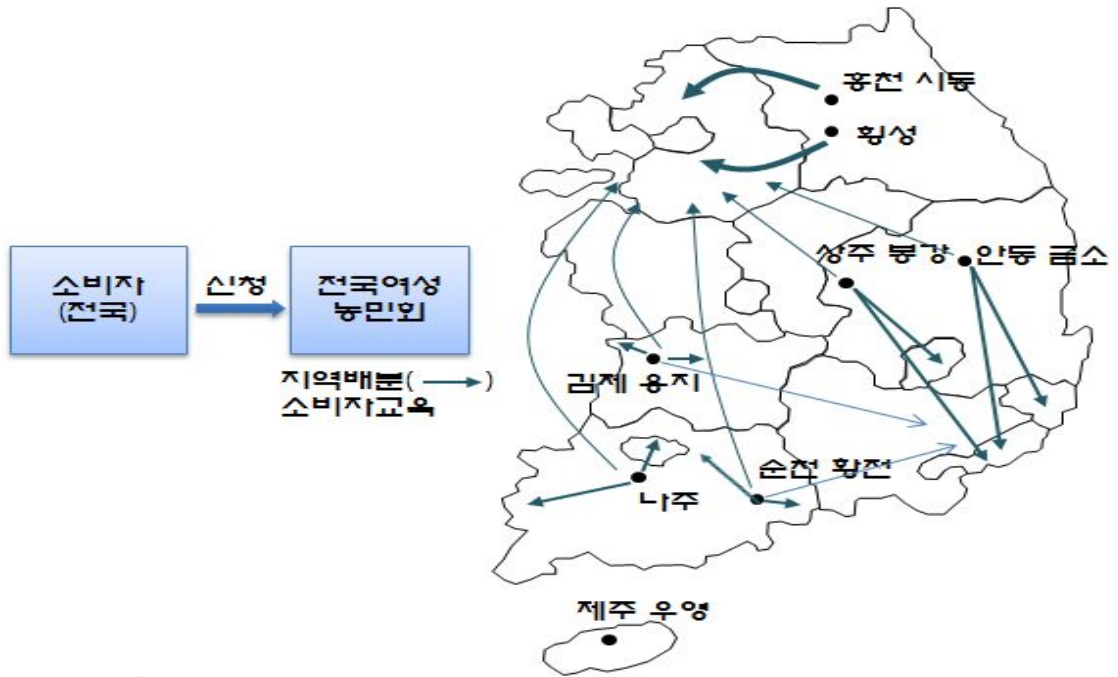 홍천 시동
횡성
상주 봉강
안동 금소
소비자
(전국)
신청
전국여성
농민회
지역배분( )
소비자교육
김제 용지
순천 황전
나주
제주 우영